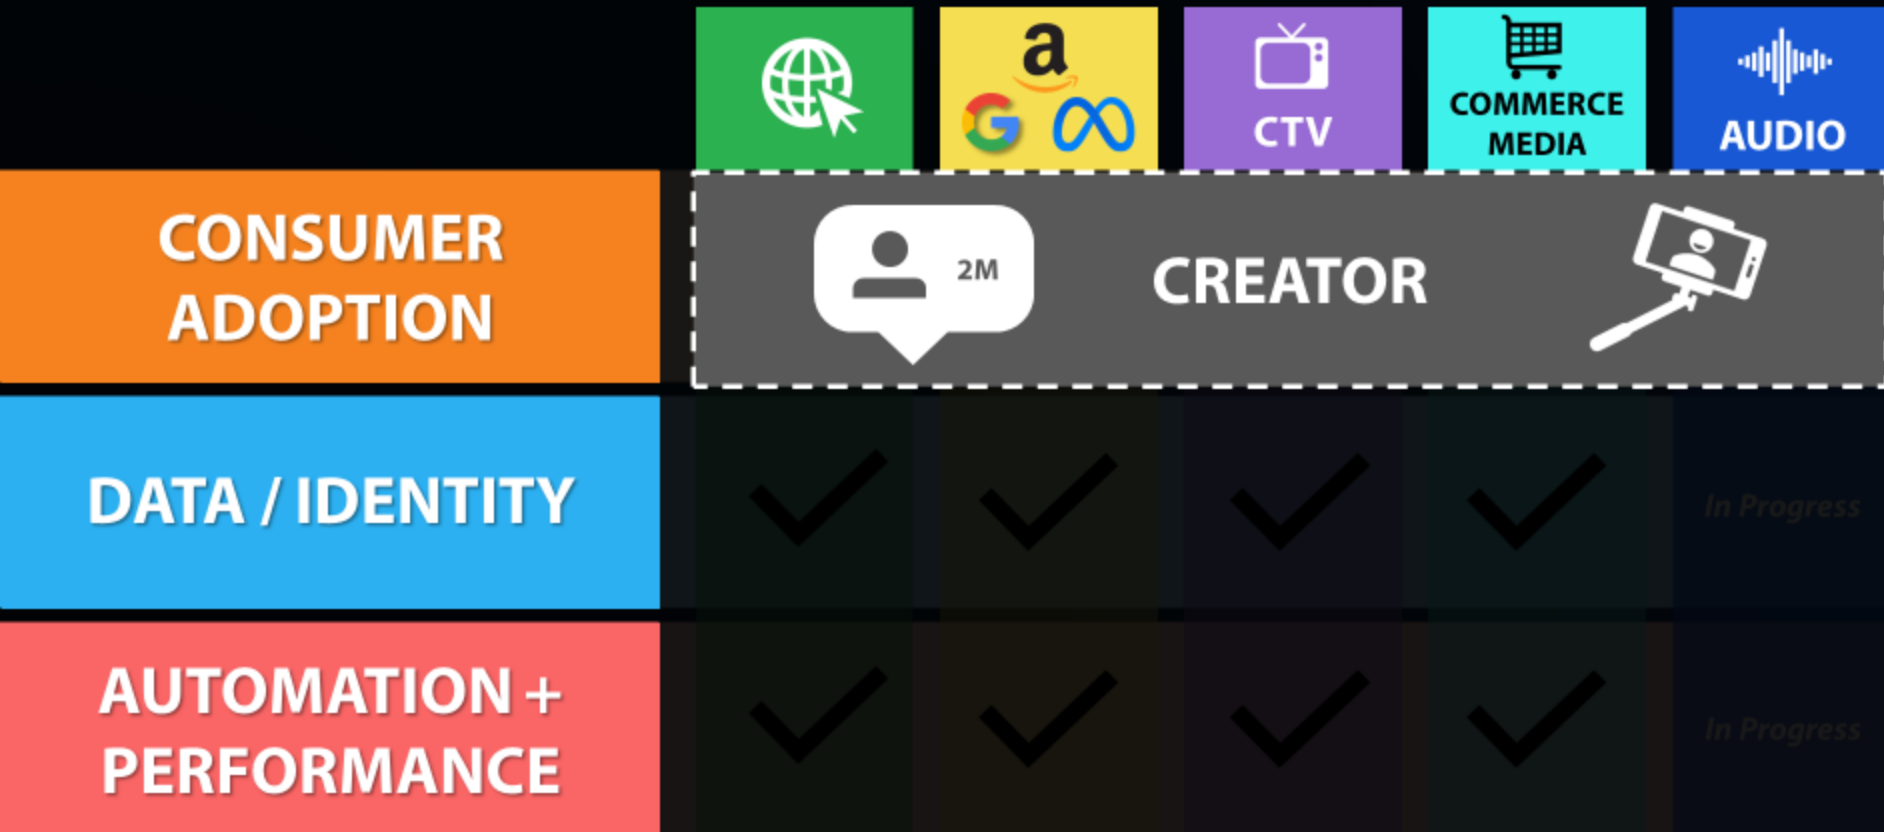 CTV
COMMERCE
MEDIA
AUDIO
CONSUMER
ADOPTION
2M
CREATOR
DATA / IDENTITY
In Progress
AUTOMATION +
PERFORMANCE
In Progress